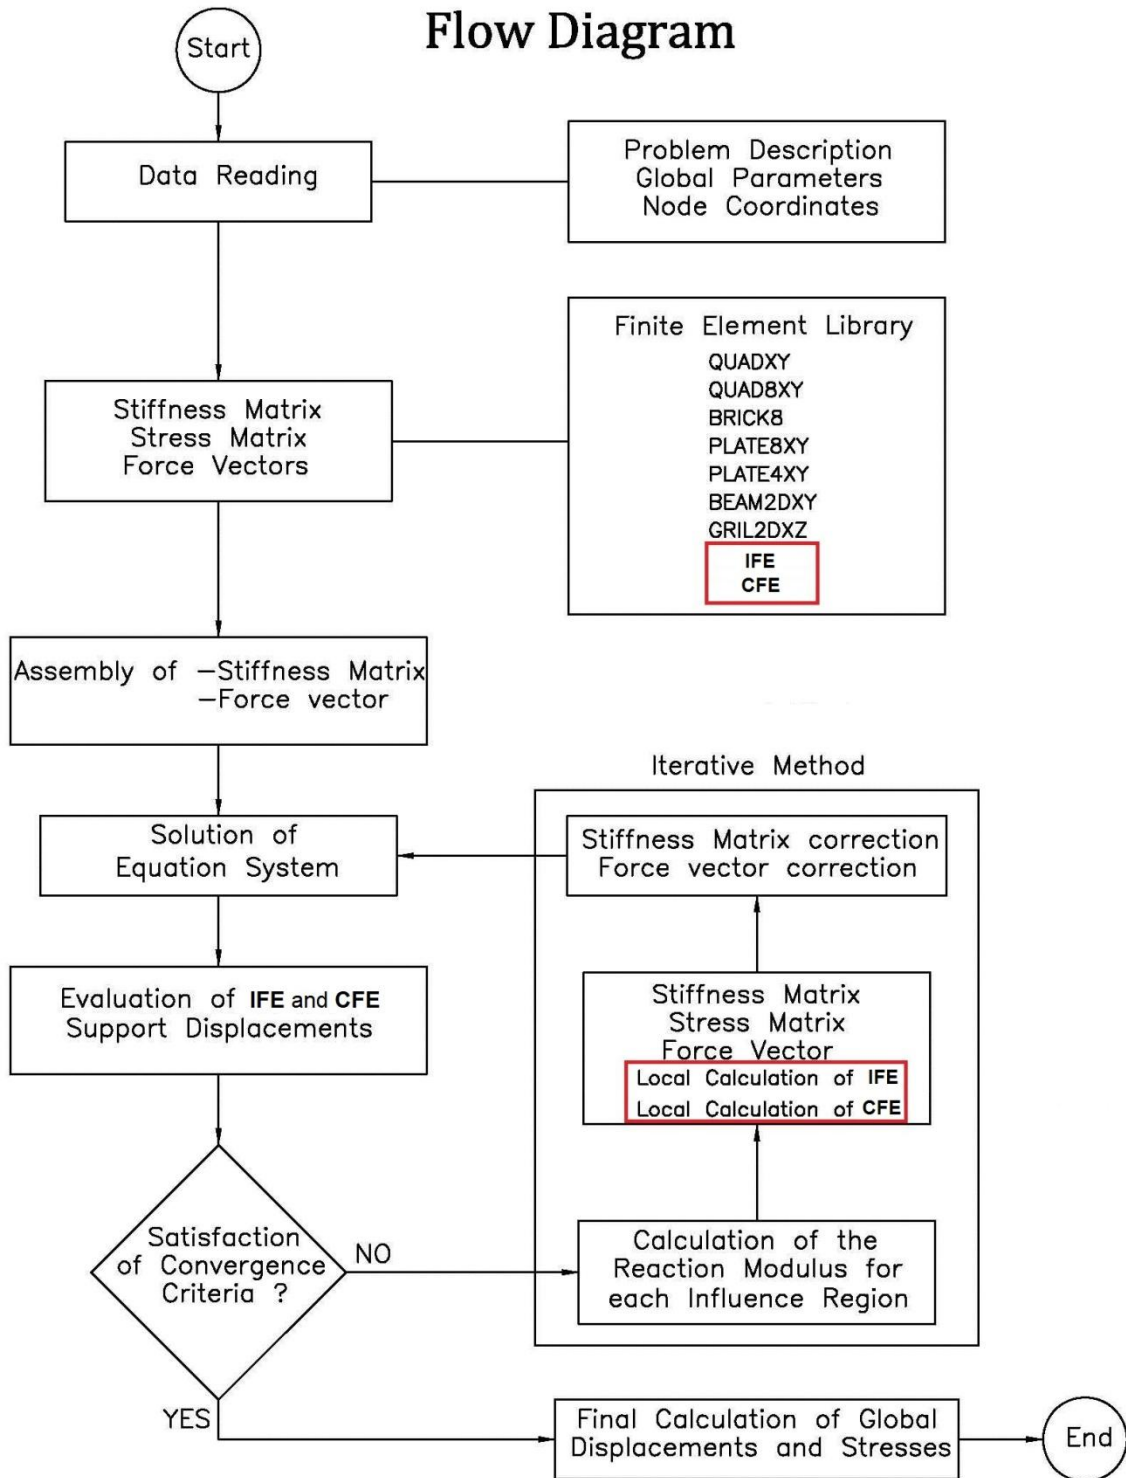 Flow Diagram
Start
Data Reading
Problem Description
Global Parameters
Node Coordinates
Finite Element Library
QUADXY
QUAD8XY
BRICK8
PLATE8XY
PLATE4XY
BEAM2DXY
GRIL2DXZ
IFE
CFE
Stiffness Matrix
Stress Matrix
Force Vectors
Assembly of -Stiffness Matrix
-Force vector
Solution of
Equation System
Evaluation of IFE and CFE
Support Displacements
Satisfaction
of Convergence
Criteria ?
NO
YES
Iterative Method
Stiffness Matrix correction
Force vector correction
Stiffness Matrix
Stress Matrix
Force Vector
Local Calculation of IFE
Local Calculation of CFE
Calculation of the
Reaction Modulus for
each Influence Region
Final Calculation of Global
Displacements and Stresses
End